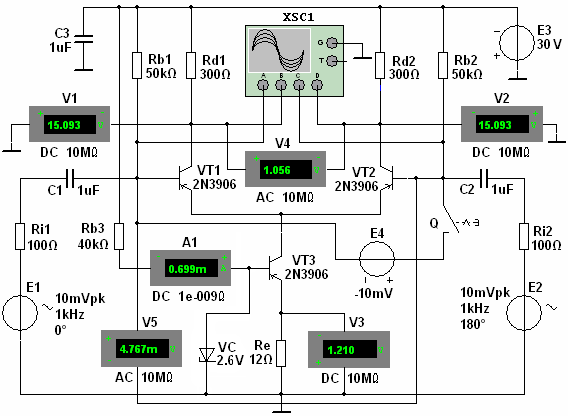 XSC1
C3
1uF
Rb1
50kΩ
Rd1
300Ω
G
T
A B C D
Rd2
300Ω
Rb2
50kΩ
E3
30 V
V1
15.093
DC 10MΩ
V4
1.056
AC 10MΩ
V2
15.093
DC 10MΩ
VT1
2N3906
VT2
2N3906
C1
1uF
C2
1uF
Ri1
100Ω
Rb3
40kΩ
A1
0.699m
DC 1e-009Ω
VT3
2N3906
E4
-10mV
Q
Ri2
100Ω
E1
10mVpk
1kHz
0°
E2
10mVpk
1kHz
180°
V5
4.767m
AC 10MΩ
VC
2.6V
Re
12Ω
V3
1.210
DC 10MΩ